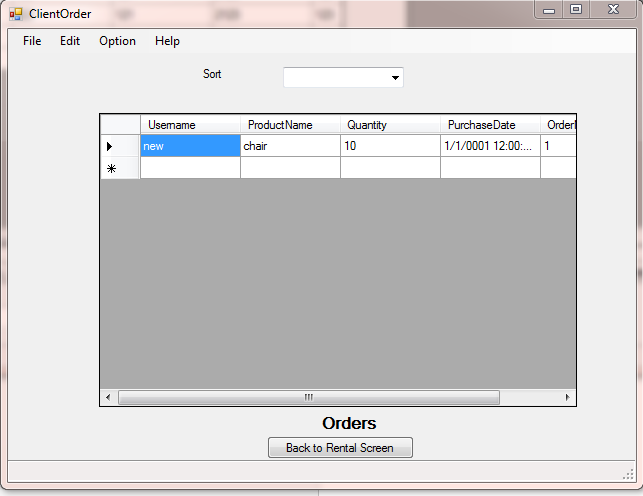 ClientOrder
File Edit Option Help
Sort
Username ProductName Quantity PurchaseDate Order
new chair 10 1/1/0001 12:00:... 1
Orders
Back to Rental Screen